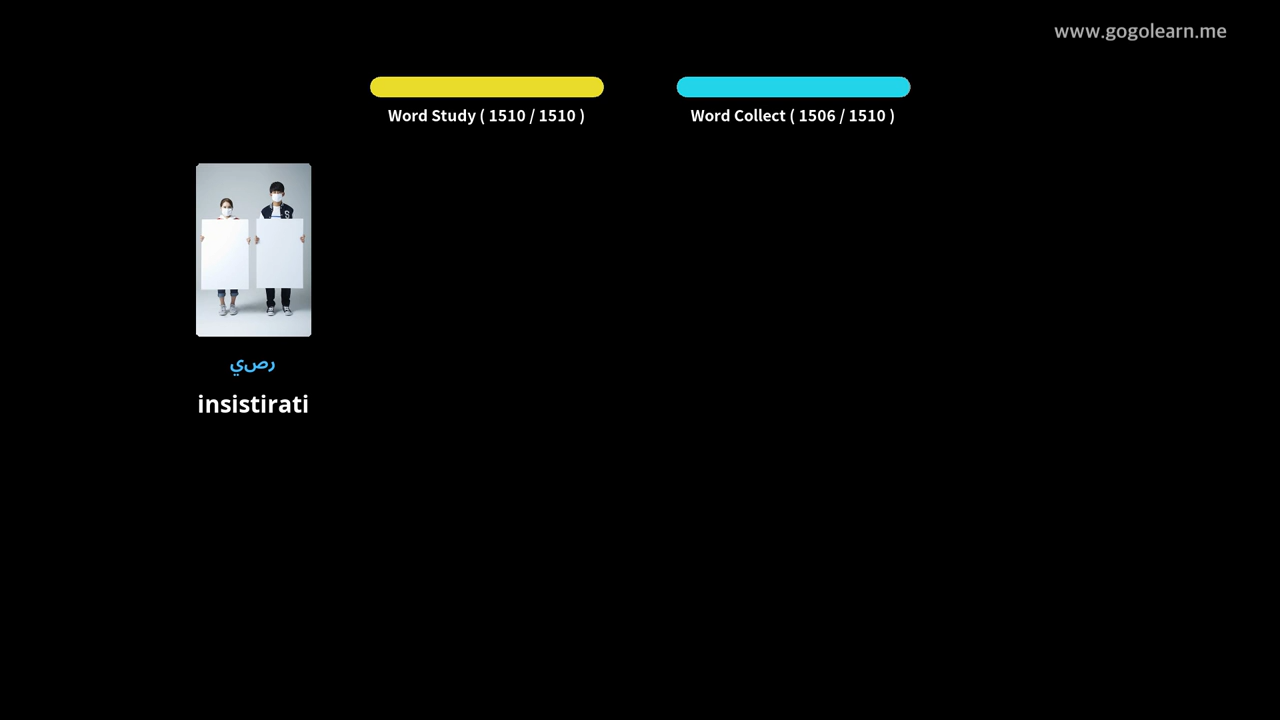 www.gogolearn.me
Word Study ( 1510 / 1510 )
Word Collect ( 1506 / 1510 )
رصي
insistirati